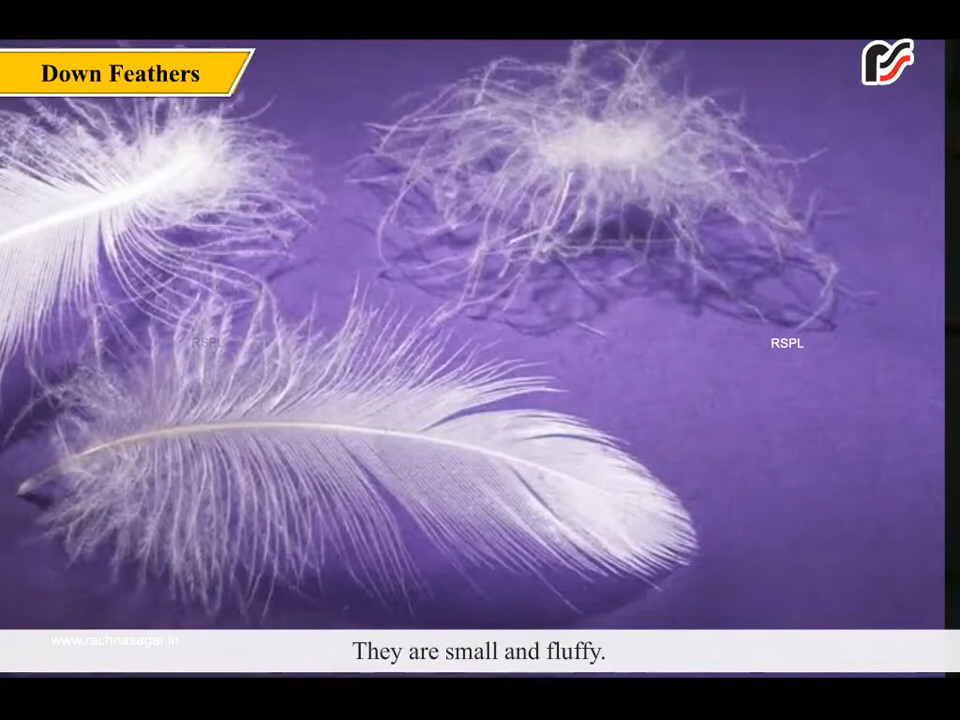 Down Feathers
RSPL
RSPL
www.rachnasagar.in
They are small and fluffy.